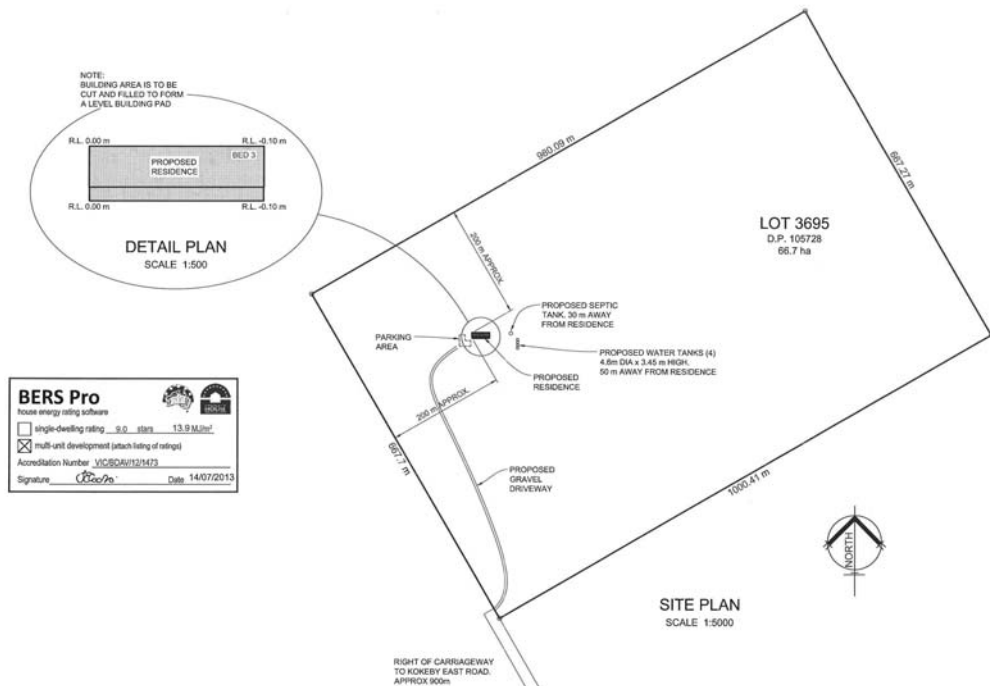 NOTE:
BUILDING AREA IS TO BE
CUT AND FILLED TO FORM
A LEVEL BUILDING PAD
R.L. 0.00 m
R.L. -0.10 m
BED 3
PROPOSED
RESIDENCE
R.L. 0.00 m
R.L. -0.10 m
DETAIL PLAN
SCALE 1:500
980.09 m
667.27 m
LOT 3695
D.P. 105728
66.7 ha
200 m APPROX.
PROPOSED SEPTIC
TANK. 30 m AWAY
FROM RESIDENCE
PARKING
AREA
PROPOSED WATER TANKS (4)
4.6m DIA x 3.45 m HIGH.
50 m AWAY FROM RESIDENCE
PROPOSED
RESIDENCE
200 m APPROX.
667.7 m
PROPOSED
GRAVEL
DRIVEWAY
1000.41 m
BERS Pro
house energy rating software
single-dwelling rating 9.0 stars 13.9 MJ/m²
multi-unit development (attach listing of ratings)
Accreditation Number VIC/BDAV/12/1473
Signature
Date 14/07/2013
NORTH
SITE PLAN
SCALE 1:5000
RIGHT OF CARRIAGEWAY
TO KOKEBY EAST ROAD.
APPROX 900m